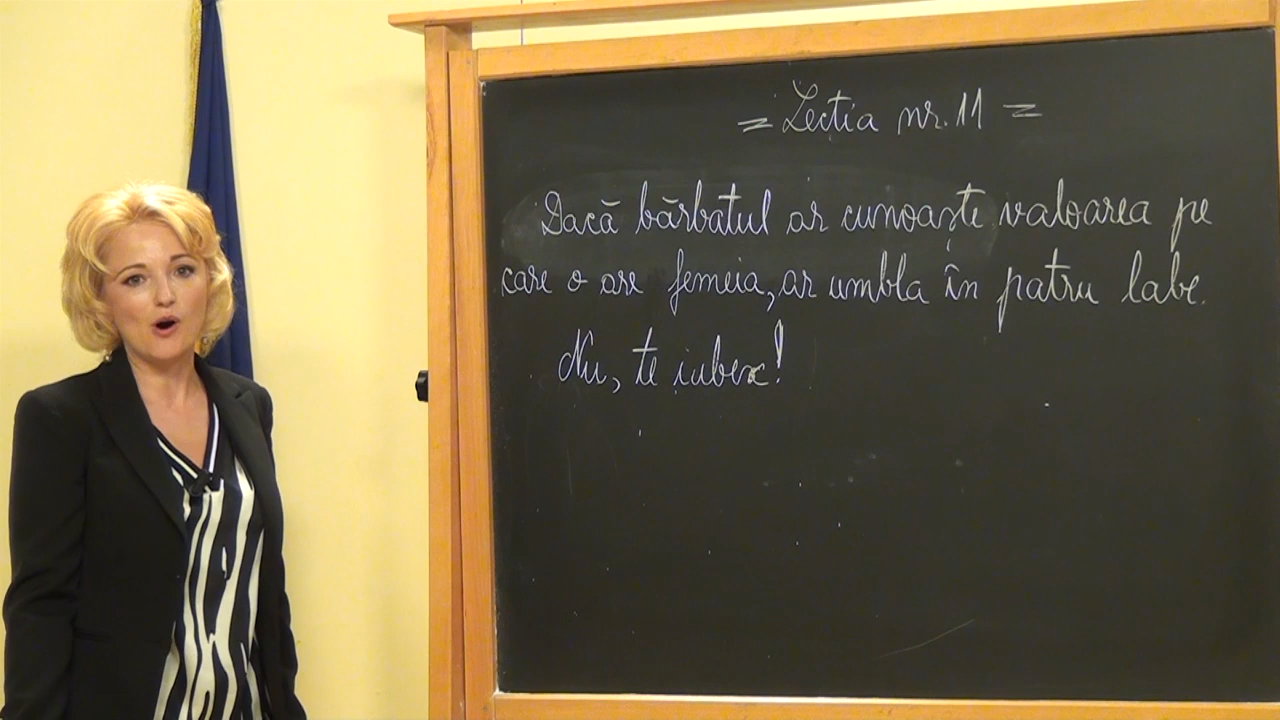 = Lecția nr. 11 =
Dacă bărbatul ar cunoaște valoarea pe
care o are femeia, ar umbla în patru labe.
Nu, te iubesc!